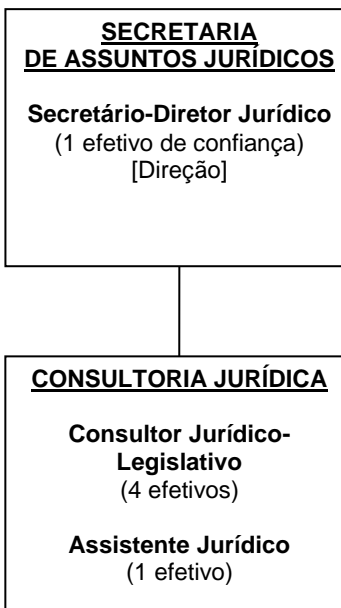 SECRETARIA
DE ASSUNTOS JURÍDICOS
Secretário-Diretor Jurídico
(1 efetivo de confiança)
[Direção]
CONSULTORIA JURÍDICA
Consultor Jurídico-
Legislativo
(4 efetivos)
Assistente Jurídico
(1 efetivo)